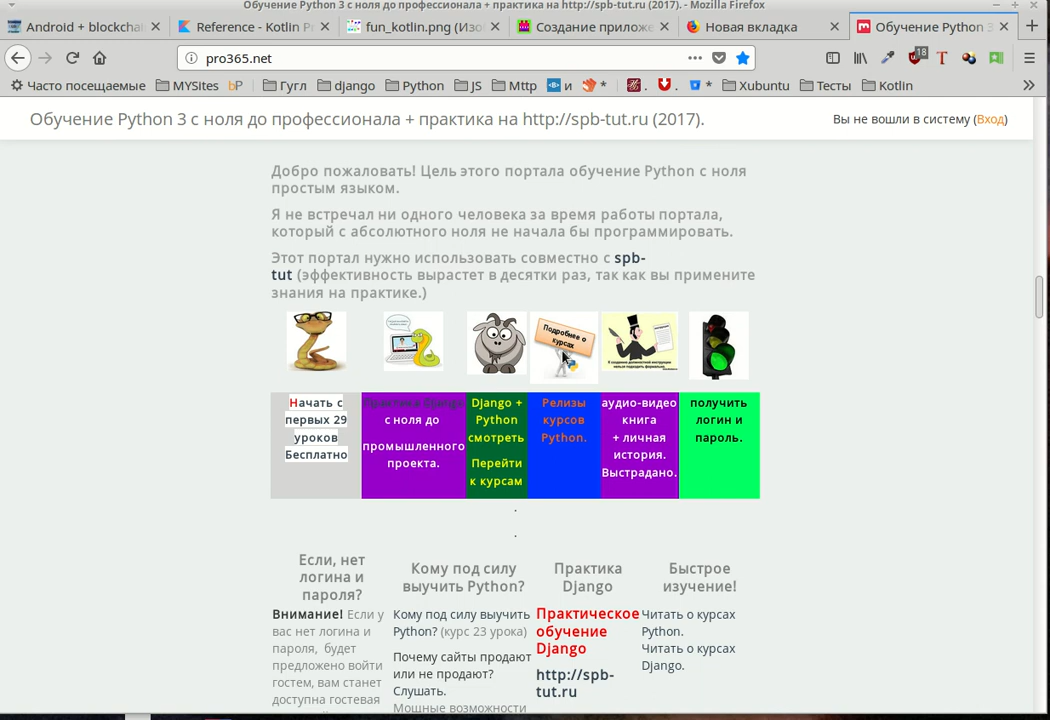 Обучение Python 3 с ноля до профессионала + практика на http://spb-tut.ru (2017). - Mozilla Firefox
Android + blockchai
Reference - Kotlin P
fun_kotlin.png (Изо
Создание приложе
Новая вкладка
Обучение Python 3
pro365.net
18
Часто посещаемые
MYSites
bP
Гугл
django
Python
JS
Mttp
и
*
.
.
*
Xubuntu
Тесты
Kotlin
Обучение Python 3 с ноля до профессионала + практика на http://spb-tut.ru (2017).
Вы не вошли в систему (Вход)
Добро пожаловать! Цель этого портала обучение Python с ноля
простым языком.
Я не встречал ни одного человека за время работы портала,
который с абсолютного ноля не начала бы программировать.
Этот портал нужно использовать совместно с spb-
tut (эффективность вырастет в десятки раз, так как вы примените
знания на практике.)
Подробнее о
курсах
Начать с
первых 29
уроков
Бесплатно
Практика Django
с ноля до
промышленного
проекта.
Django +
Python
смотреть
Перейти
к курсам
Релизы
курсов
Python.
аудио-видео
книга
+ личная
история.
Выстрадано.
получить
логин и
пароль.
.
.
Если, нет
логина и
пароля?
Внимание! Если у
вас нет логина и
пароля, будет
предложено войти
гостем, вам станет
доступна гостевая
Кому под силу
выучить Python?
Кому под силу выучить
Python? (курс 23 урока)
Почему сайты продают
или не продают?
Слушать.
Мощные возможности
Практика
Django
Практическое
обучение
Django
http://spb-
tut.ru
Быстрое
изучение!
Читать о курсах
Python.
Читать о курсах
Django.